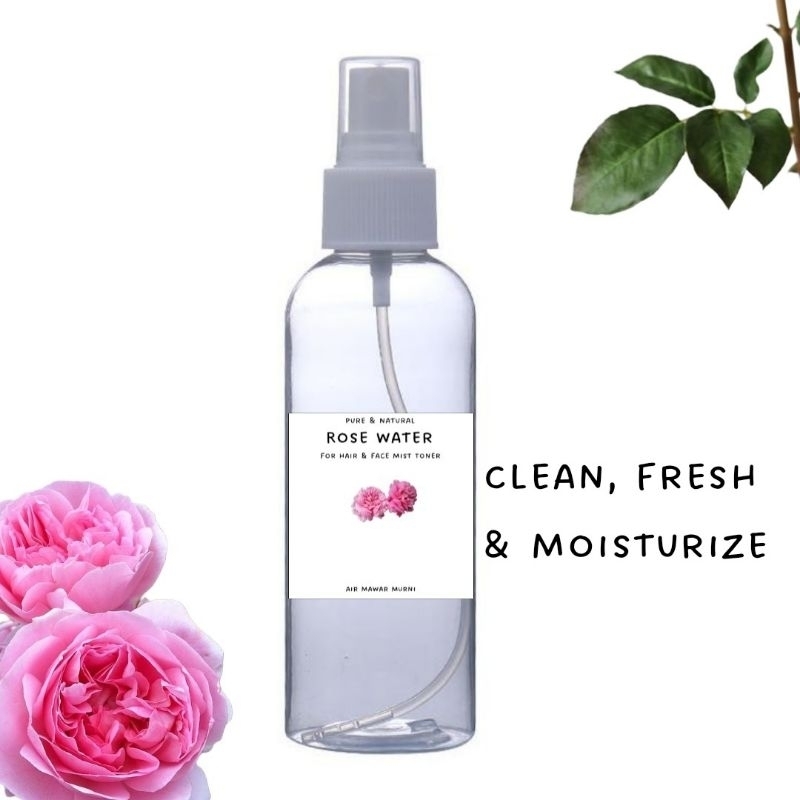 PURE & NATURAL
ROSE WATER
FOR HAIR & FACE MIST TONER
AIR MAWAR MURNI
CLEAN, FRESH
& MOISTURIZE